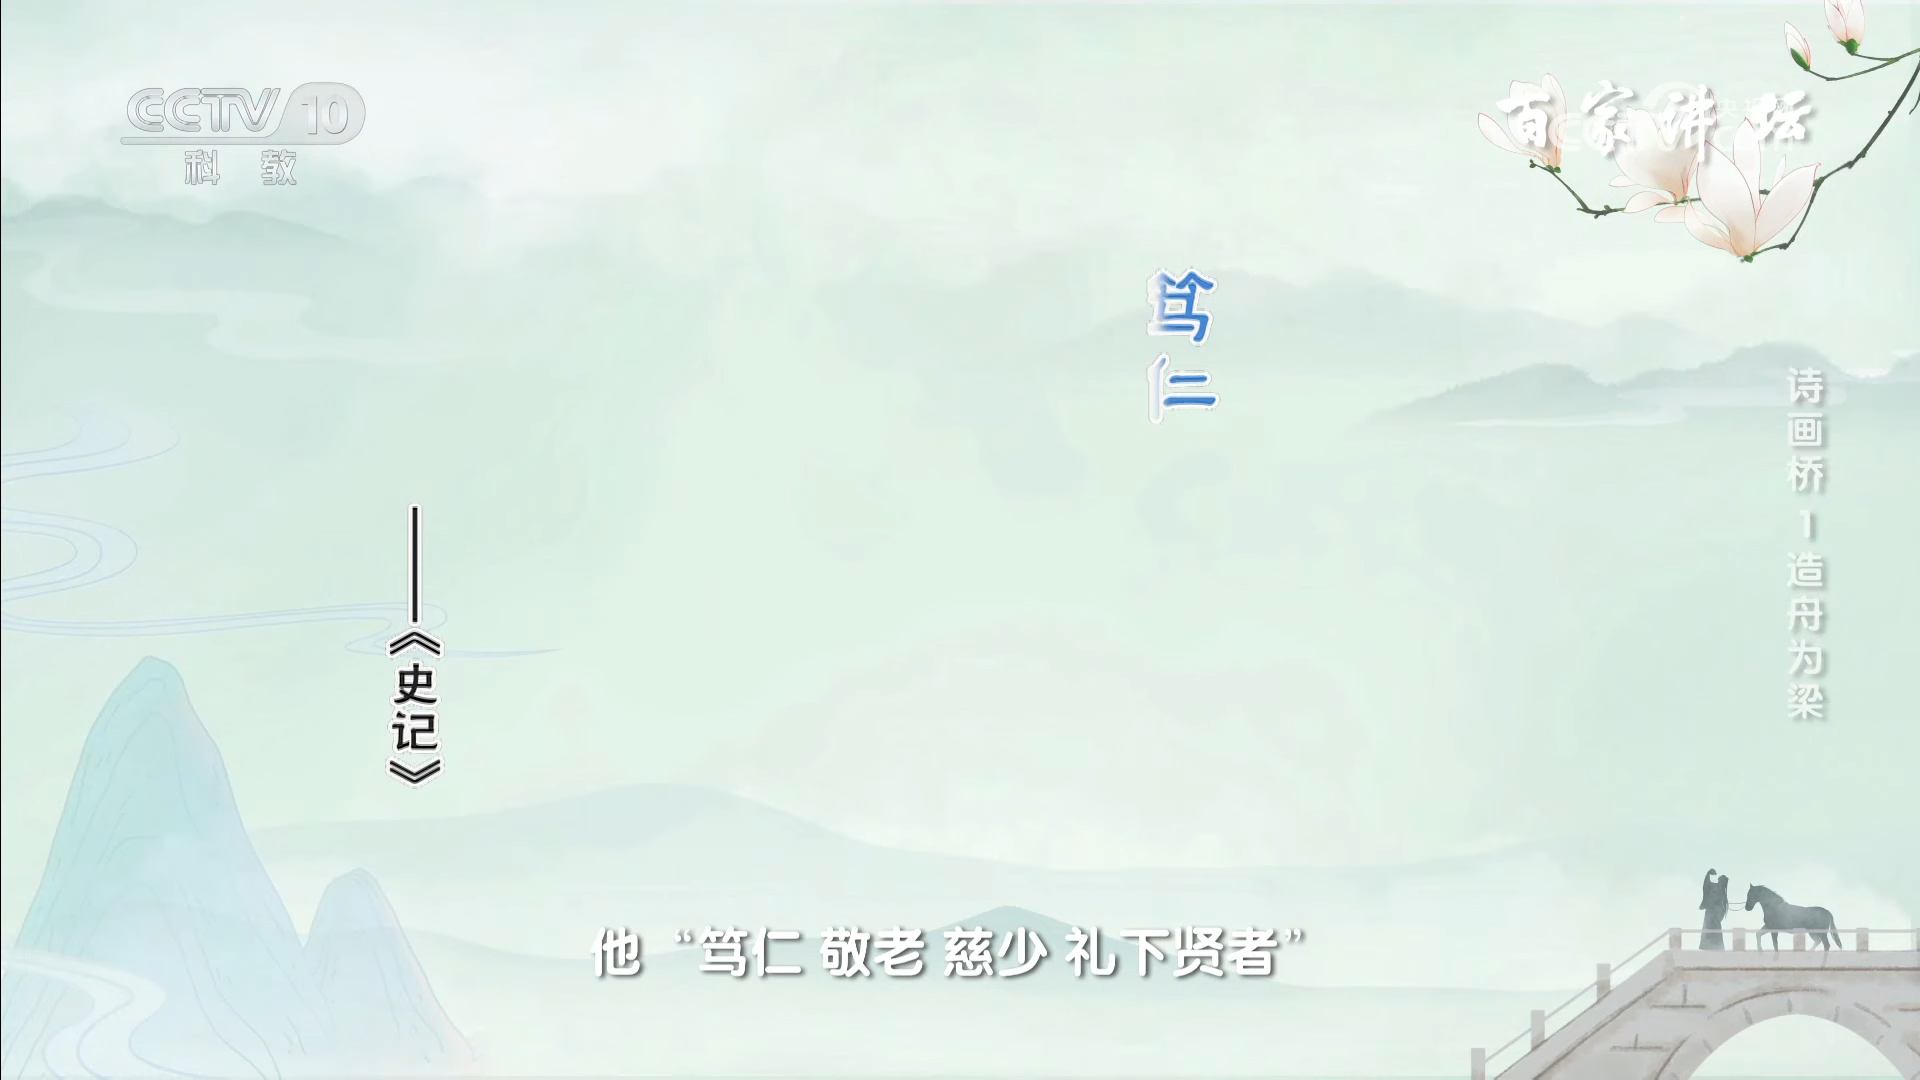 CCTV 10
科 教
百家讲坛
笃仁
——《史记》
诗画桥 1 造舟为梁
他“笃仁 敬老 慈少 礼下贤者”